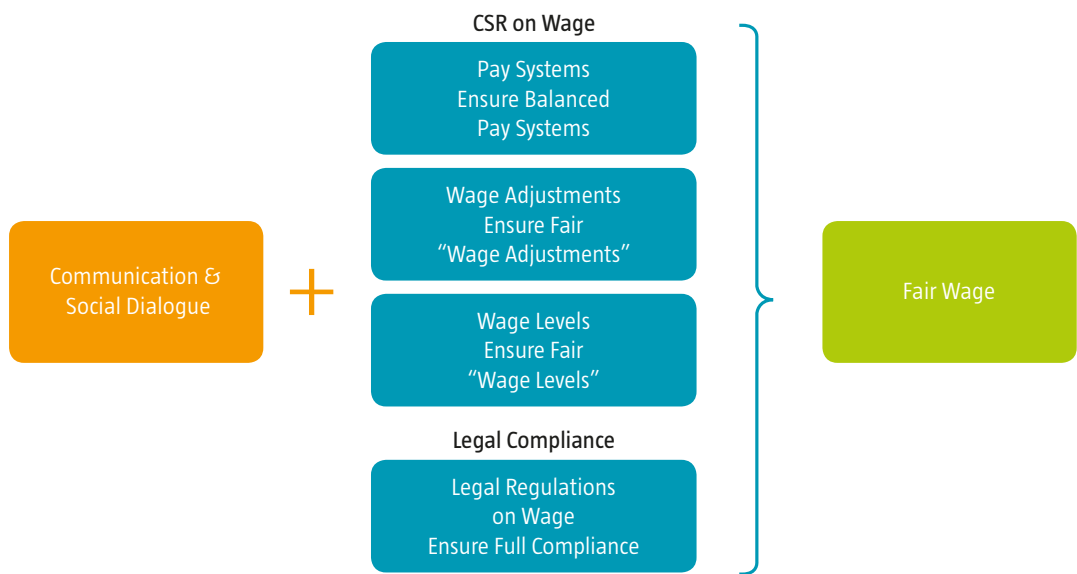 CSR on Wage
Pay Systems
Ensure Balanced
Pay Systems
Wage Adjustments
Ensure Fair
“Wage Adjustments”
Communication &
Social Dialogue
+
Wage Levels
Ensure Fair
“Wage Levels”
Fair Wage
Legal Compliance
Legal Regulations
on Wage
Ensure Full Compliance